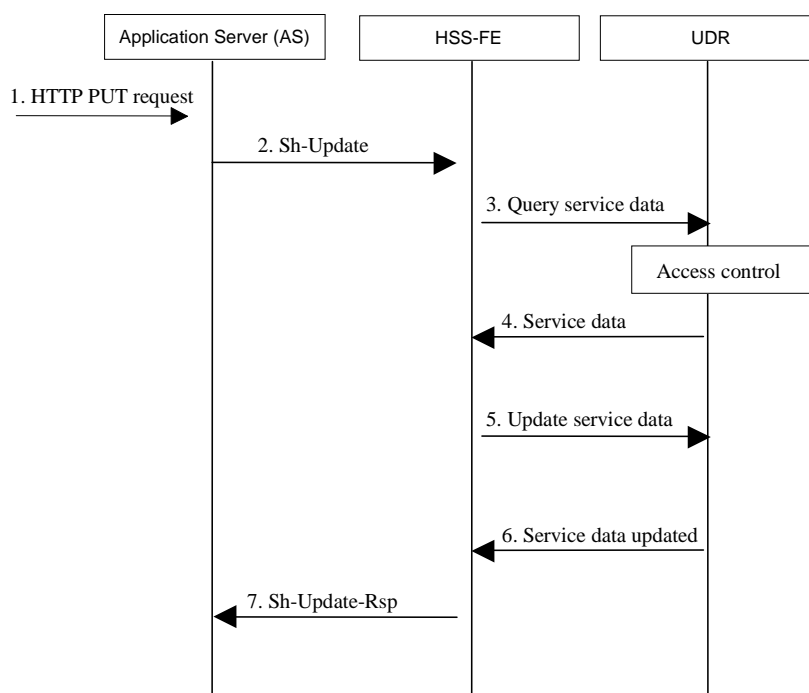 Application Server (AS)
HSS-FE
UDR
1. HTTP PUT request
2. Sh-Update
3. Query service data
Access control
4. Service data
5. Update service data
6. Service data updated
7. Sh-Update-Rsp